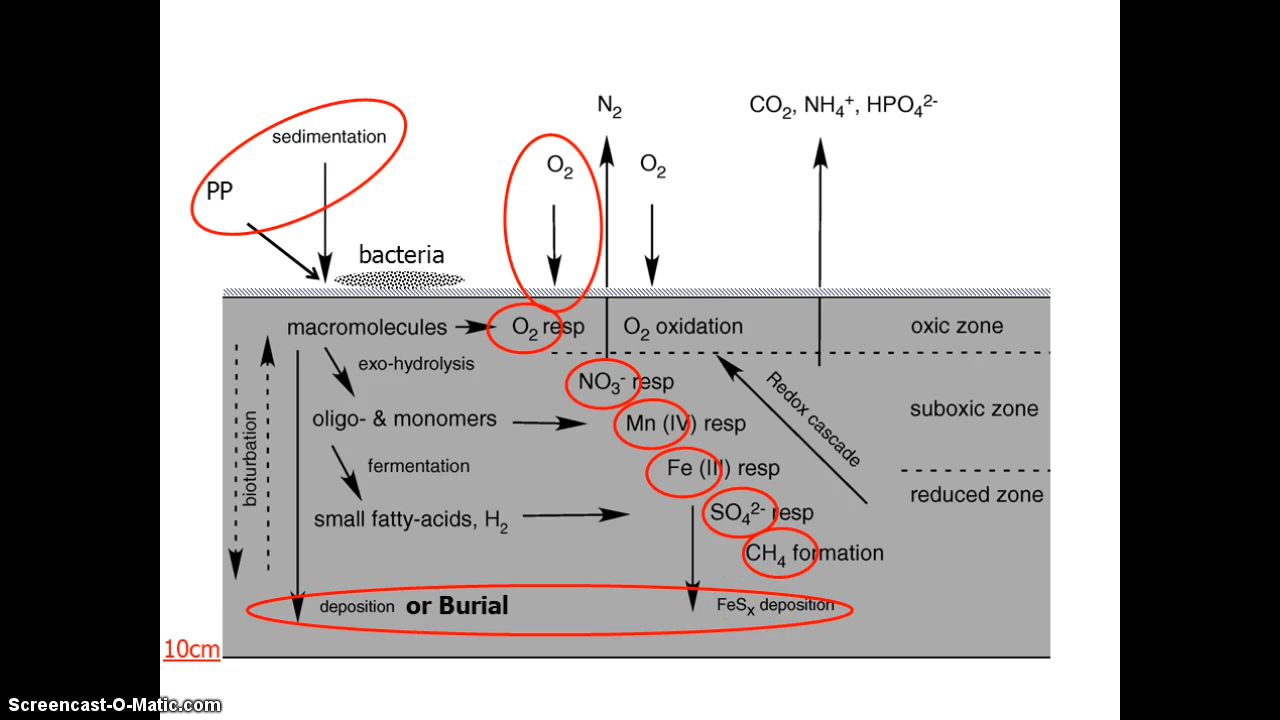 N₂
CO₂, NH₄⁺, HPO₄²⁻
sedimentation
O₂
O₂
PP
bacteria
macromolecules
O₂ resp
O₂ oxidation
oxic zone
exo-hydrolysis
NO₃⁻ resp
Redox cascade
suboxic zone
oligo- & monomers
Mn (IV) resp
bioturbation
fermentation
Fe (III) resp
reduced zone
small fatty-acids, H₂
SO₄²⁻ resp
CH₄ formation
deposition or Burial
FeSₓ deposition
10cm
Screencast-O-Matic.com